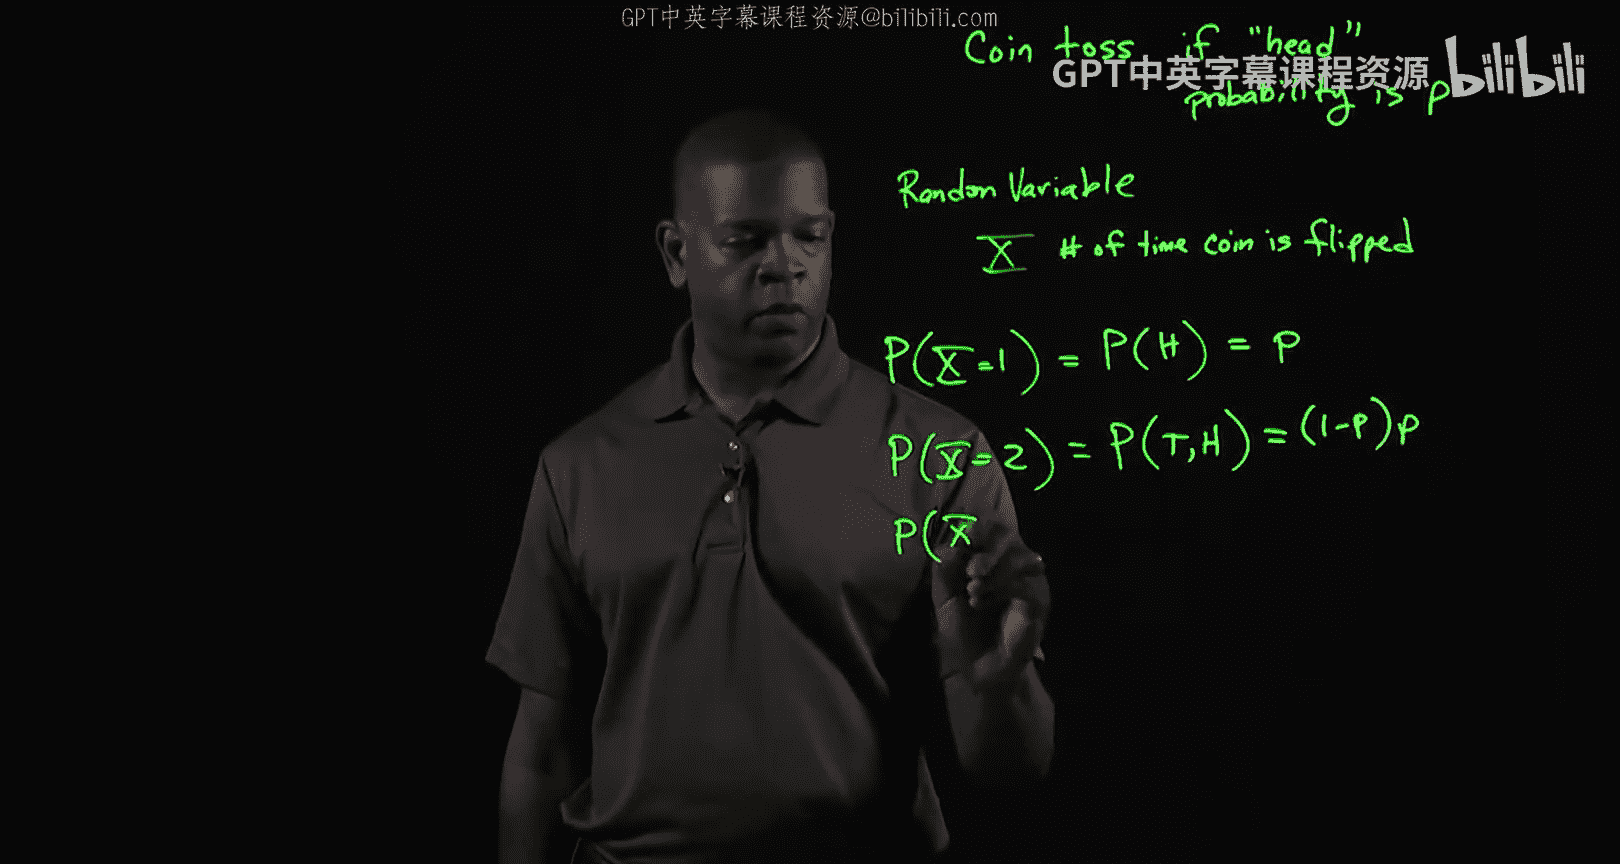 GPT中英字幕课程资源@bilibili.com
Coin toss if "head"
GPT中英字幕课程资源 bilibili
probability is p
Random Variable
X # of time coin is flipped
P(X=1) = P(H) = p
P(X=2) = P(T,H) = (1-p)p
P(X